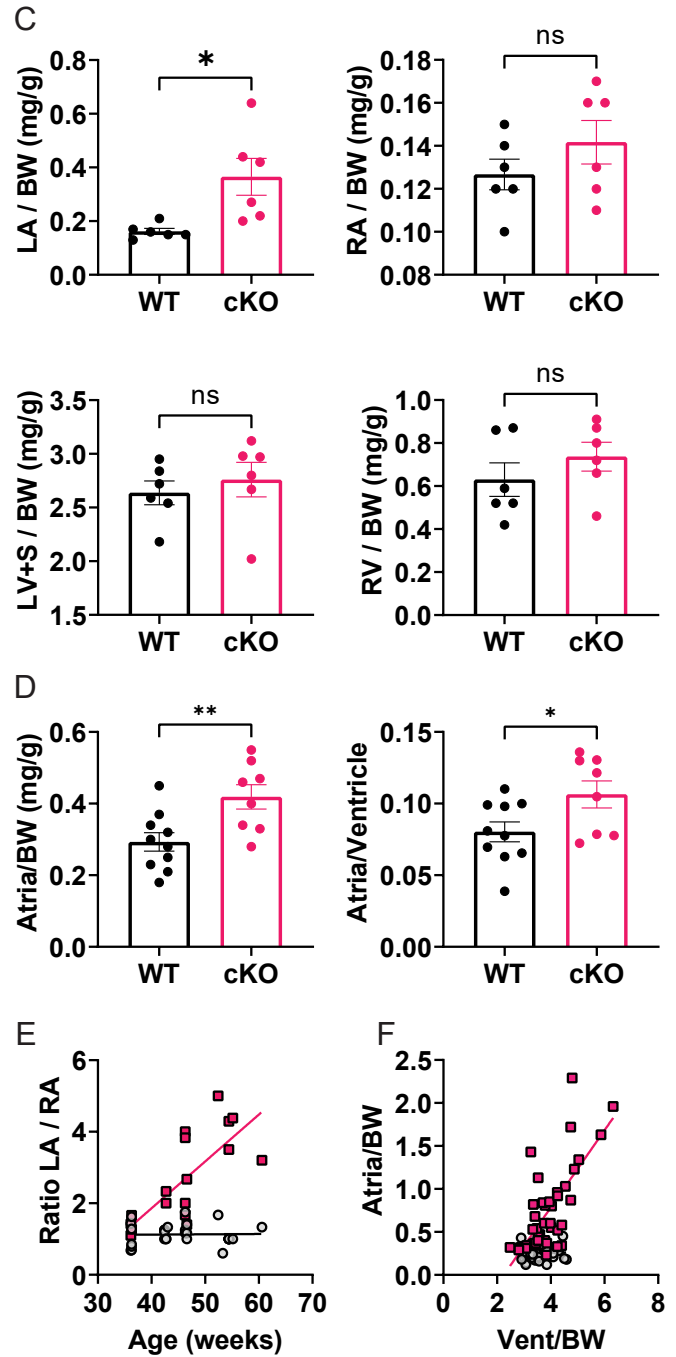 C
LA / BW (mg/g)
0.8
0.6
0.4
0.2
0.0
*
WT
cKO
RA / BW (mg/g)
0.18
0.16
0.14
0.12
0.10
0.08
ns
WT
cKO
LV+S / BW (mg/g)
3.5
3.0
2.5
2.0
1.5
ns
WT
cKO
RV / BW (mg/g)
1.0
0.8
0.6
0.4
0.2
0.0
ns
WT
cKO
D
Atria/BW (mg/g)
0.6
0.4
0.2
0.0
**
WT
cKO
Atria/Ventricle
0.15
0.10
0.05
0.00
*
WT
cKO
E
Ratio LA / RA
6
4
2
0
30 40 50 60 70
Age (weeks)
F
Atria/BW
2.5
2.0
1.5
1.0
0.5
0.0
0 2 4 6 8
Vent/BW